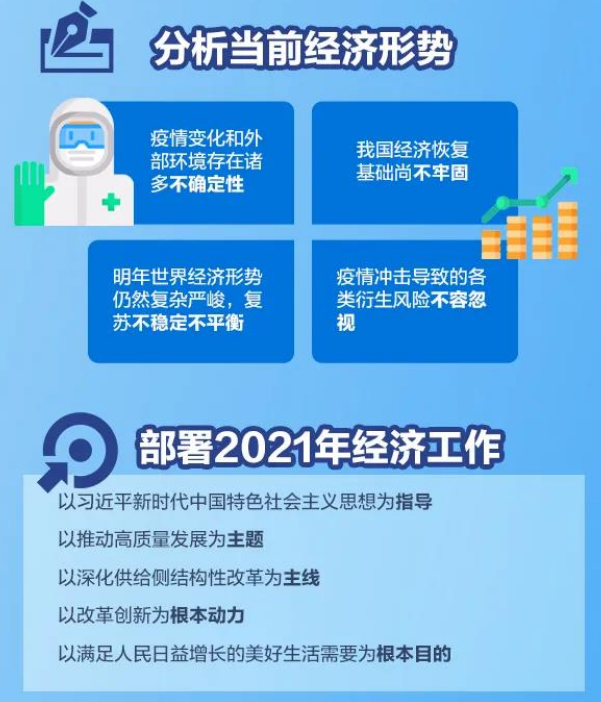 分析当前经济形势
疫情变化和外
部环境存在诸
多不确定性
我国经济恢复
基础尚不牢固
明年世界经济形势
仍然复杂严峻，复
苏不稳定不平衡
疫情冲击导致的各
类衍生风险不容忽
视
部署2021年经济工作
以习近平新时代中国特色社会主义思想为指导
以推动高质量发展为主题
以深化供给侧结构性改革为主线
以改革创新为根本动力
以满足人民日益增长的美好生活需要为根本目的